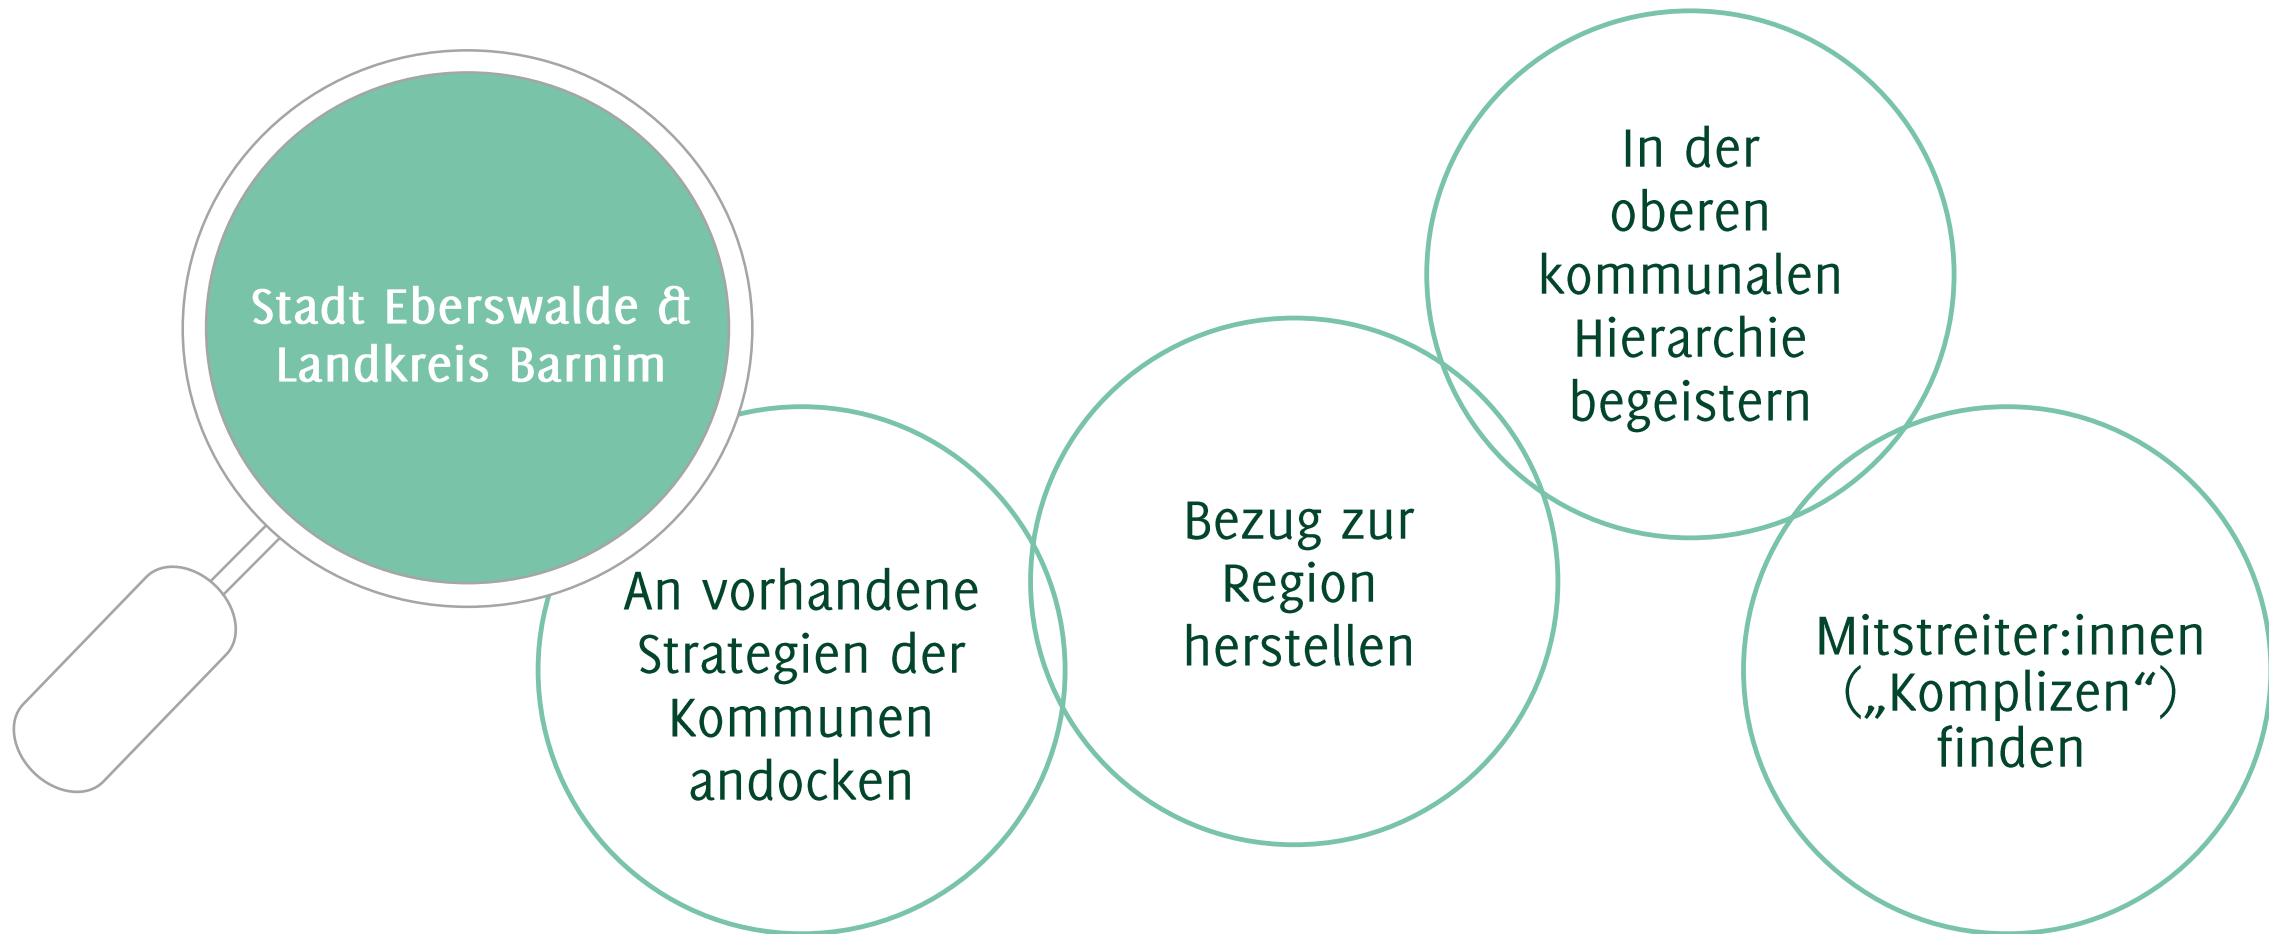 Stadt Eberswalde &
Landkreis Barnim
An vorhandene
Strategien der
Kommunen
andocken
Bezug zur
Region
herstellen
In der
oberen
kommunalen
Hierarchie
begeistern
Mitstreiter:innen
(„Komplizen“)
finden